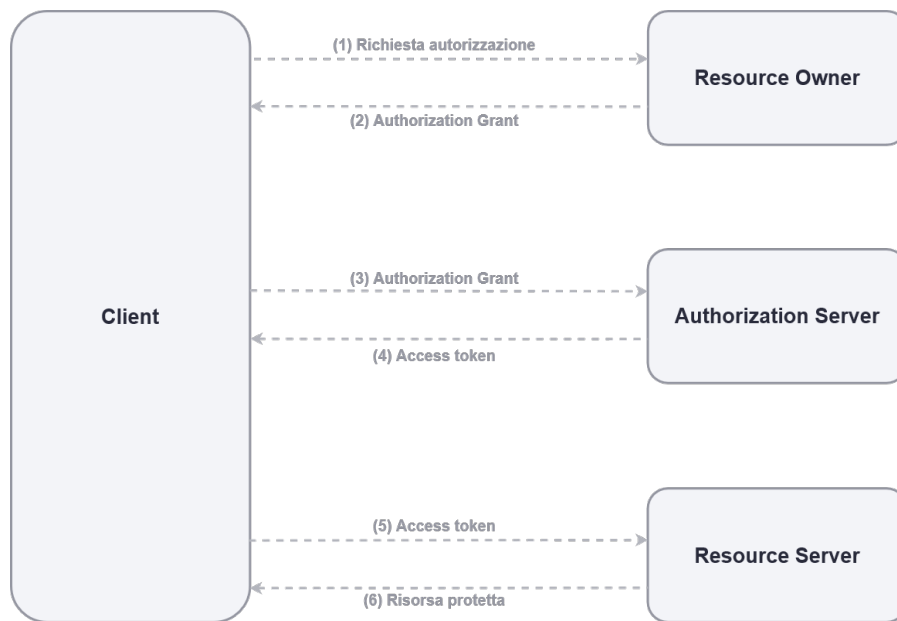 (1) Richiesta autorizzazione
Resource Owner
(2) Authorization Grant
(3) Authorization Grant
Client
Authorization Server
(4) Access token
(5) Access token
Resource Server
(6) Risorsa protetta